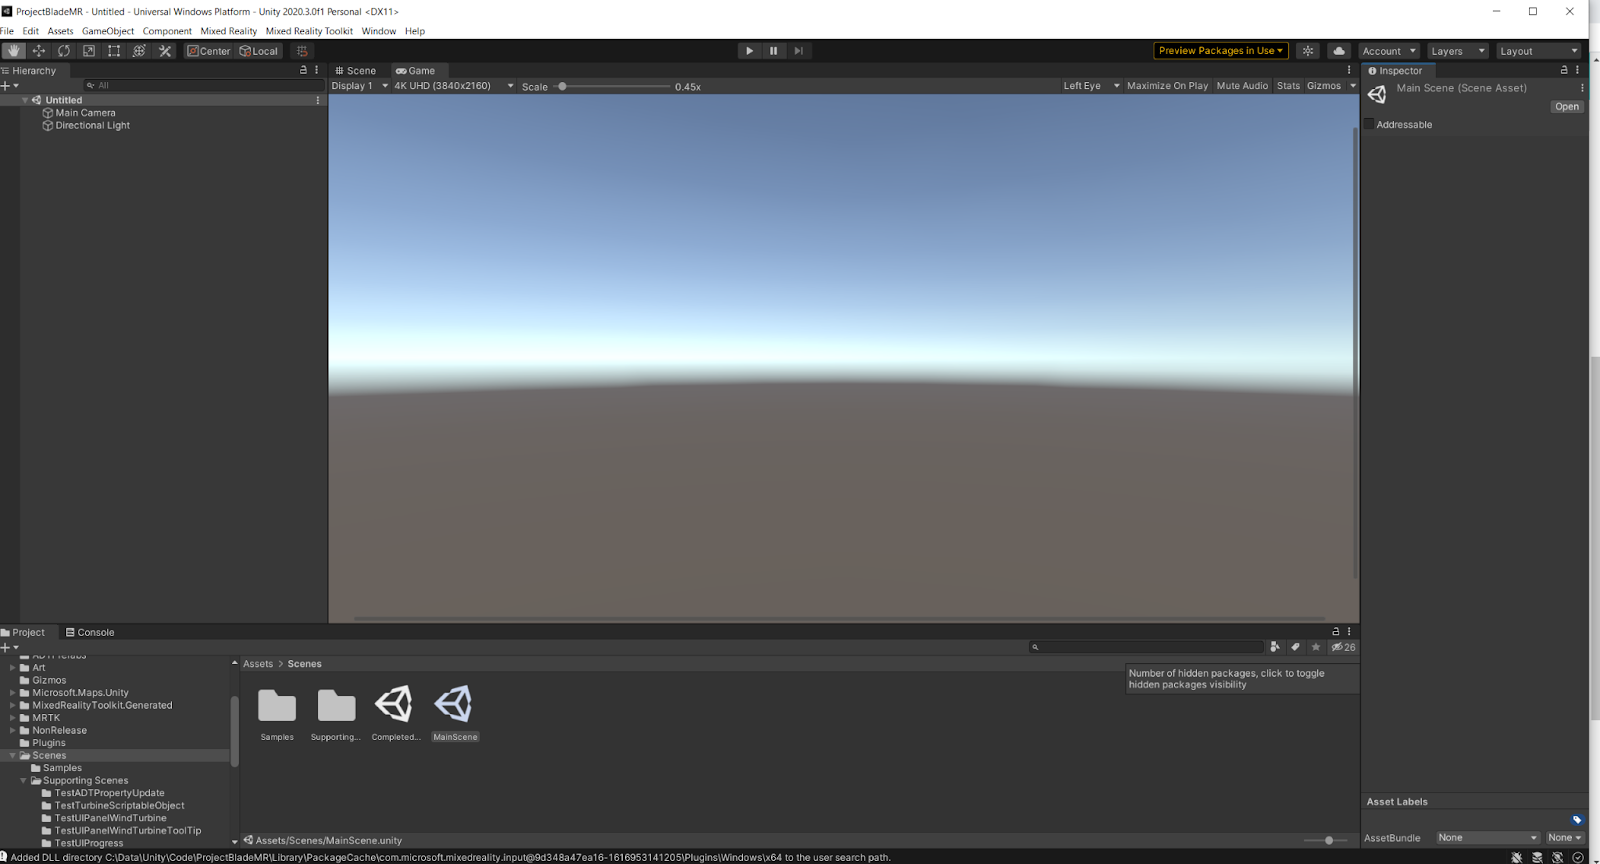 ProjectBladeMR - Untitled - Universal Windows Platform - Unity 2020.3.0f1 Personal <DX11>
File Edit Assets GameObject Component Mixed Reality Mixed Reality Toolkit Window Help
Center Local Preview Packages in Use Account Layers Layout
Hierarchy
All
Untitled
Main Camera
Directional Light
Scene Game
Display 1 4K UHD (3840x2160) Scale 0.45x Left Eye Maximize On Play Mute Audio Stats Gizmos
Inspector
Main Scene (Scene Asset)
Open
Addressable
Project Console
26
Art
Gizmos
Microsoft.Maps.Unity
MixedRealityToolkit.Generated
MRTK
NonRelease
Plugins
Scenes
Samples
Supporting Scenes
TestADTPropertyUpdate
TestTurbineScriptableObject
TestUIPanelWindTurbine
TestUIPanelWindTurbineToolTip
TestUIProgress
Assets > Scenes
Number of hidden packages, click to toggle
hidden packages visibility
Samples Supporting... Completed... MainScene
Assets/Scenes/MainScene.unity
Asset Labels
AssetBundle None None
Added DLL directory C:\Data\Unity\Code\ProjectBladeMR\Library\PackageCache\com.microsoft.mixedreality.input@9d348a47ea16-1616953141205\Plugins\Windows\x64 to the user search path.